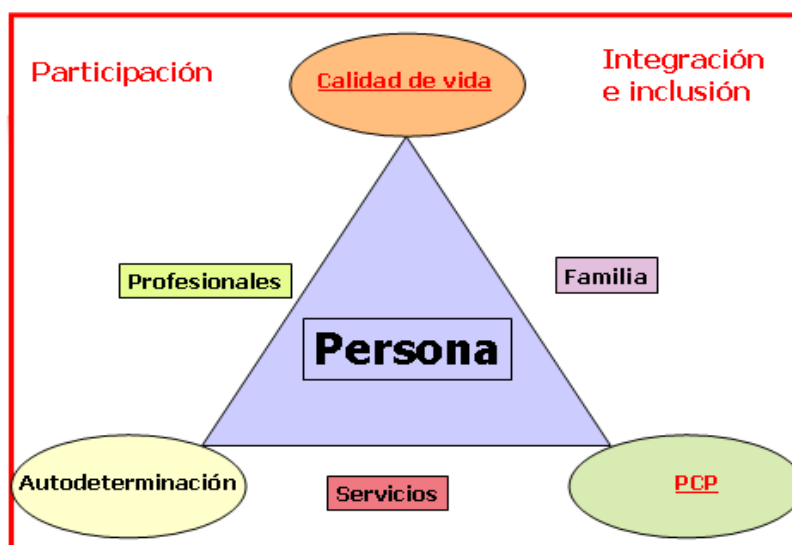 Participación
Calidad de vida
Integración
e inclusión
Profesionales
Familia
Persona
Autodeterminación
Servicios
PCP